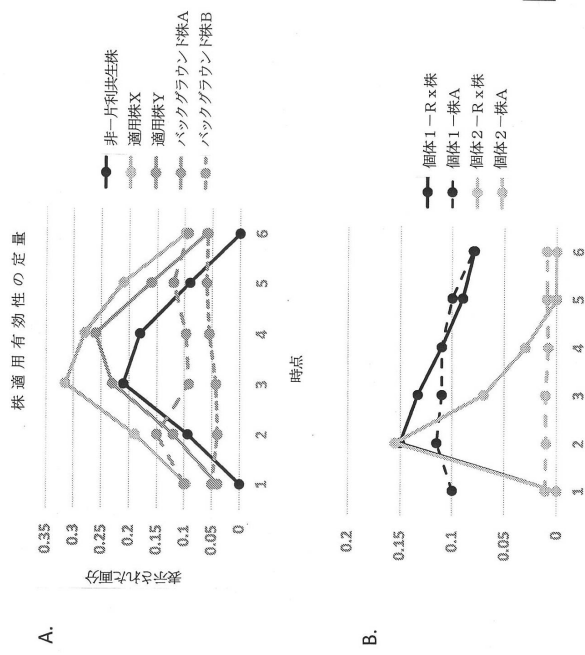 A.
株適用有効性の定量
表示された画分
0.35
0.3
0.25
0.2
0.15
0.1
0.05
0
1 2 3 4 5 6
時点
非−片利共生株
適用株X
適用株Y
バックグラウンド株A
バックグラウンド株B
B.
0.2
0.15
0.1
0.05
0
1 2 3 4 5 6
個体1−Rx株
個体1−株A
個体2−Rx株
個体2−株A